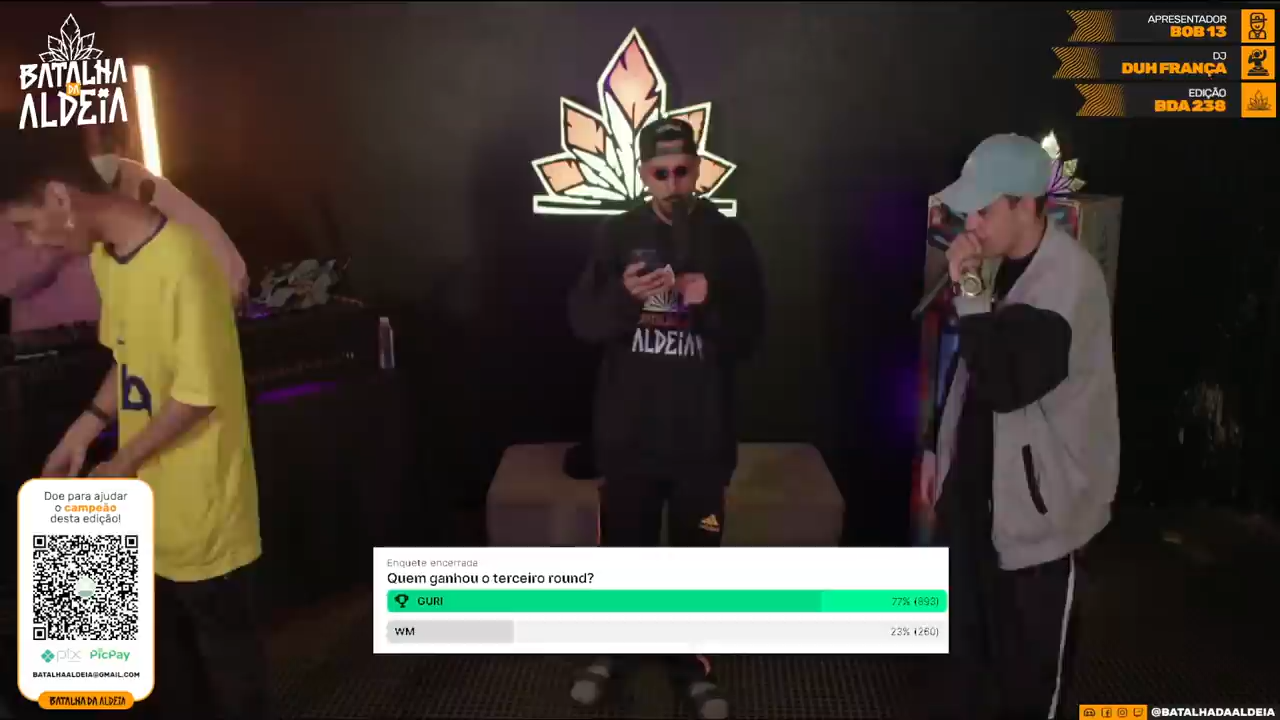 BATALHA
DA
ALDEIA
APRESENTADOR
BOB 13
DJ
DUH FRANÇA
EDIÇÃO
BDA 238
ALDEIA
Doe para ajudar
o campeão
desta edição!
pix PicPay
BATALHAALDEIA@GMAIL.COM
BATALHA DA ALDEIA
Enquete encerrada
Quem ganhou o terceiro round?
GURI 77% (893)
WM 23% (260)
@BATALHADAALDEIA